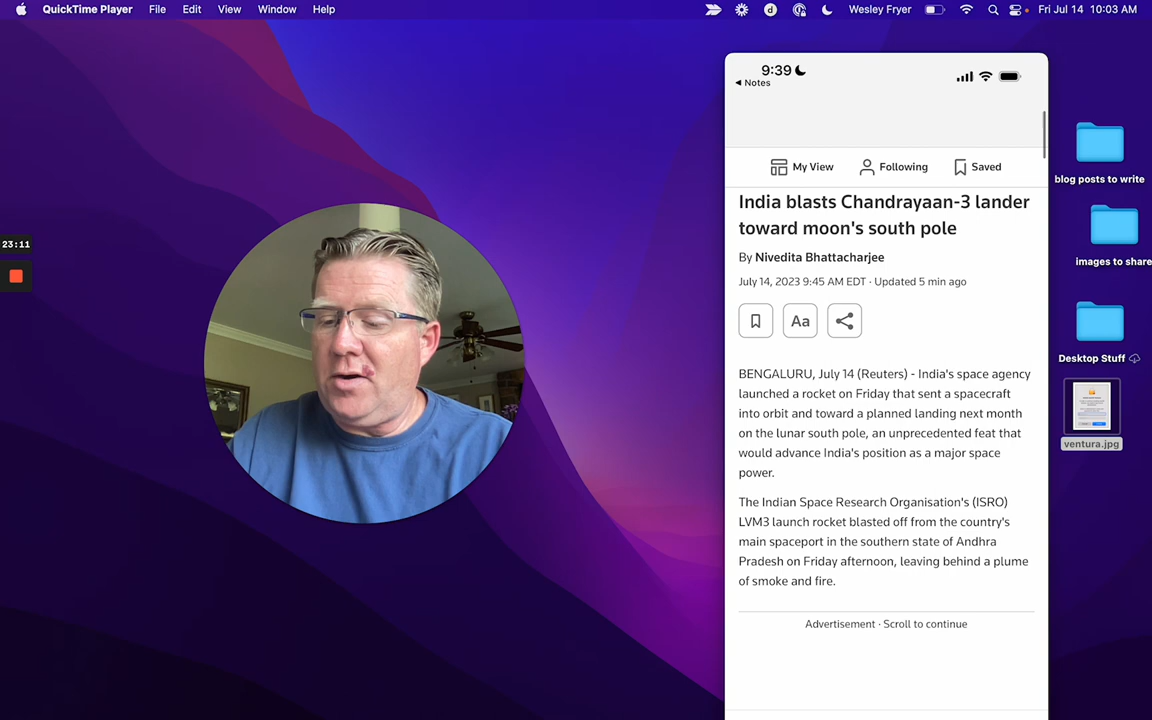 QuickTime Player File Edit View Window Help
d
Wesley Fryer
Fri Jul 14 10:03 AM
9:39
Notes
My View
Following
Saved
India blasts Chandrayaan-3 lander
toward moon's south pole
By Nivedita Bhattacharjee
July 14, 2023 9:45 AM EDT · Updated 5 min ago
Aa
BENGALURU, July 14 (Reuters) - India's space agency
launched a rocket on Friday that sent a spacecraft
into orbit and toward a planned landing next month
on the lunar south pole, an unprecedented feat that
would advance India's position as a major space
power.
The Indian Space Research Organisation's (ISRO)
LVM3 launch rocket blasted off from the country's
main spaceport in the southern state of Andhra
Pradesh on Friday afternoon, leaving behind a plume
of smoke and fire.
Advertisement · Scroll to continue
23:11
blog posts to write
images to share
Desktop Stuff
ventura.jpg